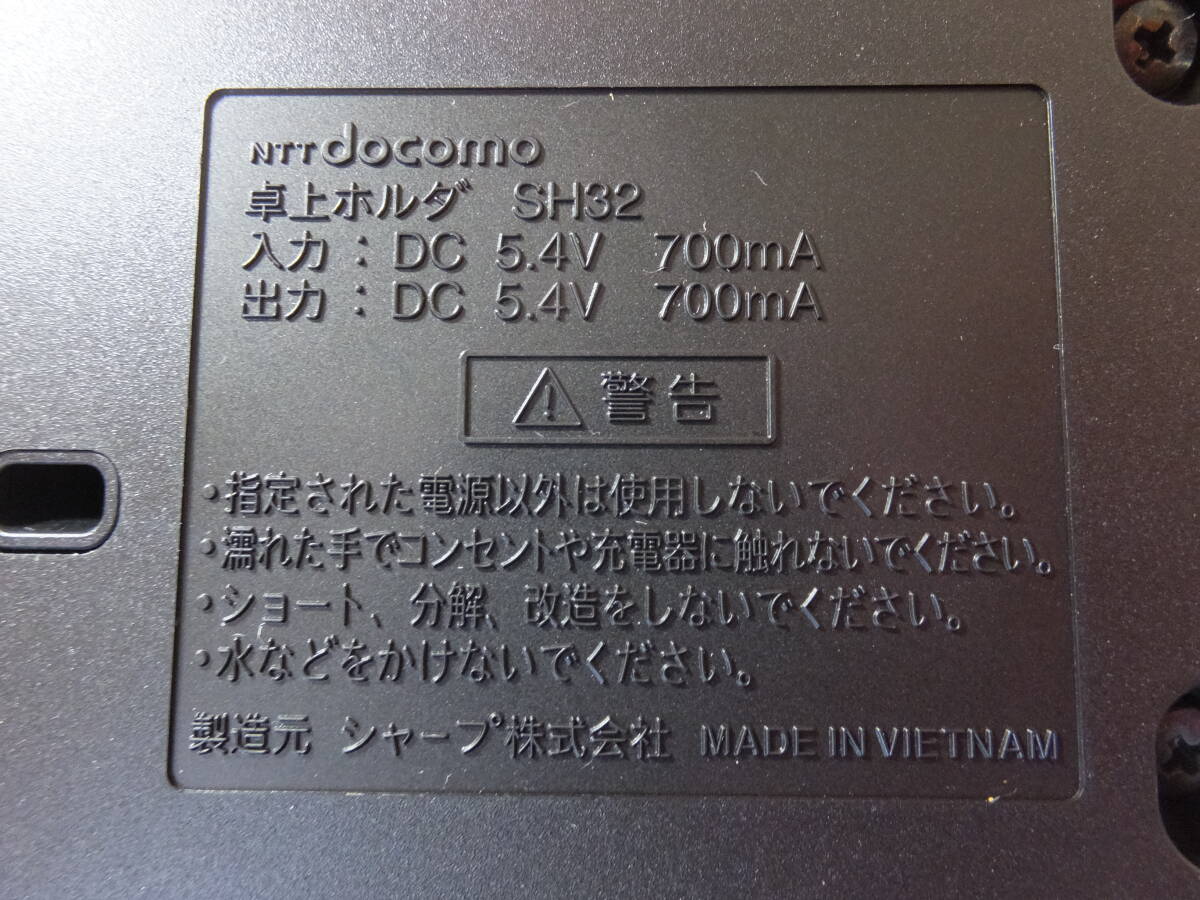 NTT docomo
卓上ホルダ SH32
入力：DC 5.4V 700mA
出力：DC 5.4V 700mA
警告
・指定された電源以外は使用しないでください。
・濡れた手でコンセントや充電器に触れないでください。
・ショート、分解、改造をしないでください。
・水などをかけないでください。
製造元 シャープ株式会社 MADE IN VIETNAM